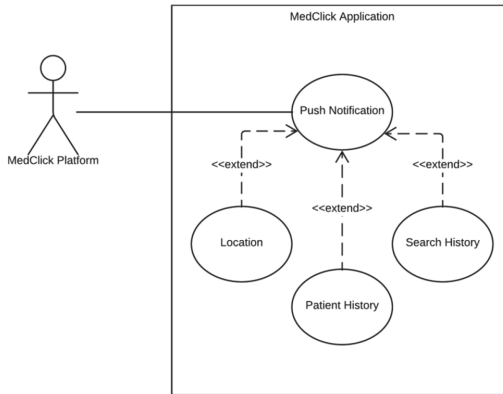 MedClick Application
Push Notification
MedClick Platform
<<extend>>
<<extend>>
<<extend>>
Location
Search History
Patient History